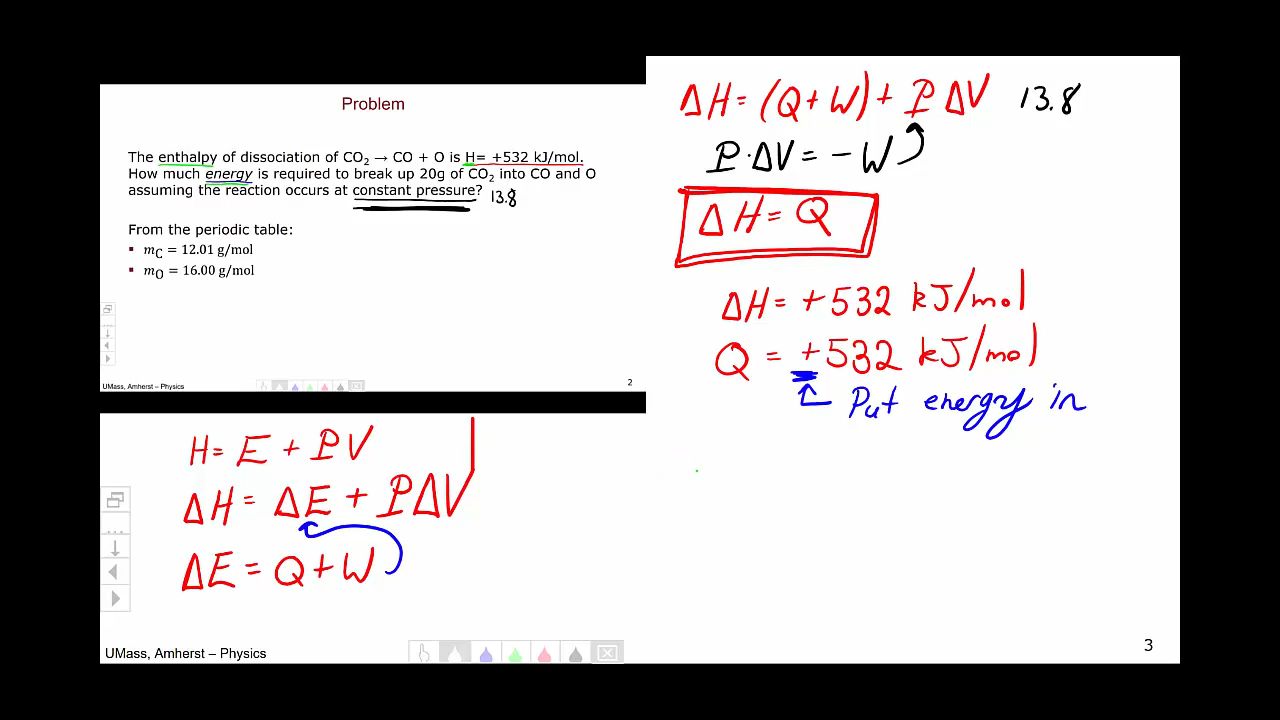 Problem
The enthalpy of dissociation of CO₂ → CO + O is H= +532 kJ/mol.
How much energy is required to break up 20g of CO₂ into CO and O
assuming the reaction occurs at constant pressure?
13.8
From the periodic table:
▪ m_C = 12.01 g/mol
▪ m_O = 16.00 g/mol
UMass, Amherst – Physics
2
H = E + PV
ΔH = ΔE + PΔV
ΔE = Q + W
UMass, Amherst – Physics
ΔH = (Q + W) + PΔV 13.8
P·ΔV = -W
ΔH = Q
ΔH = +532 kJ/mol
Q = +532 kJ/mol
Put energy in
3